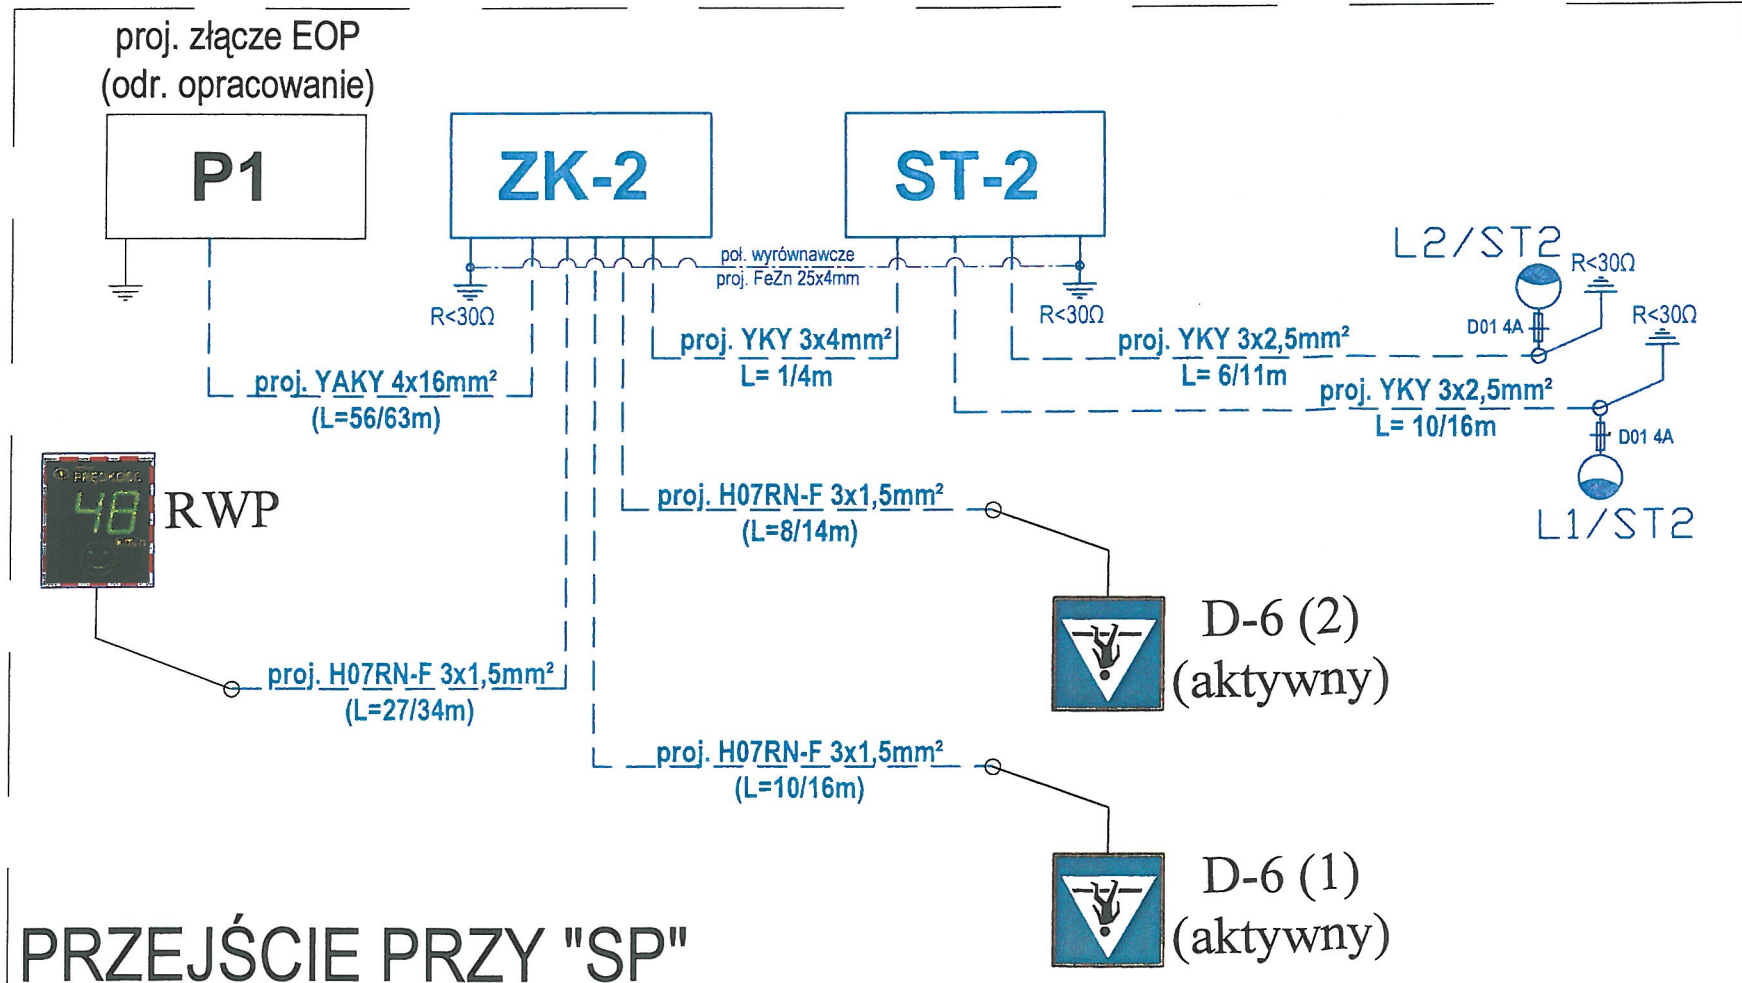 proj. złącze EOP
(odr. opracowanie)
P1
ZK-2
ST-2
poł. wyrównawcze
proj. FeZn 25x4mm
R<30Ω
R<30Ω
L2/ST2
R<30Ω
R<30Ω
D01 4A
proj. YKY 3x4mm²
L= 1/4m
proj. YKY 3x2,5mm²
L= 6/11m
proj. YAKY 4x16mm²
(L=56/63m)
proj. YKY 3x2,5mm²
L= 10/16m
D01 4A
L1/ST2
PRĘDKOŚĆ
48
km/h
RWP
proj. H07RN-F 3x1,5mm²
(L=8/14m)
D-6 (2)
(aktywny)
proj. H07RN-F 3x1,5mm²
(L=27/34m)
proj. H07RN-F 3x1,5mm²
(L=10/16m)
D-6 (1)
(aktywny)
PRZEJŚCIE PRZY "SP"